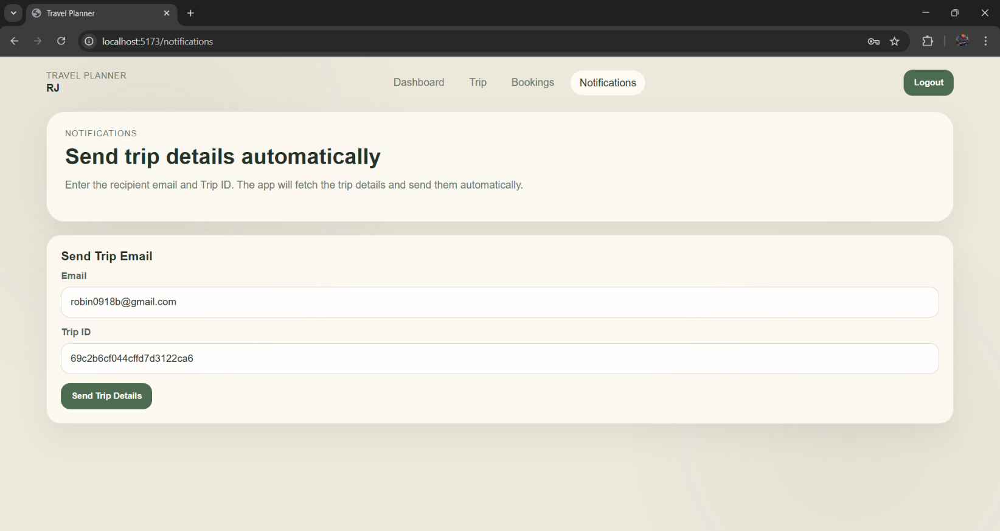 Travel Planner
localhost:5173/notifications
TRAVEL PLANNER
RJ
Dashboard
Trip
Bookings
Notifications
Logout
NOTIFICATIONS
Send trip details automatically
Enter the recipient email and Trip ID. The app will fetch the trip details and send them automatically.
Send Trip Email
Email
robin0918b@gmail.com
Trip ID
69c2b6cf044cffd7d3122ca6
Send Trip Details